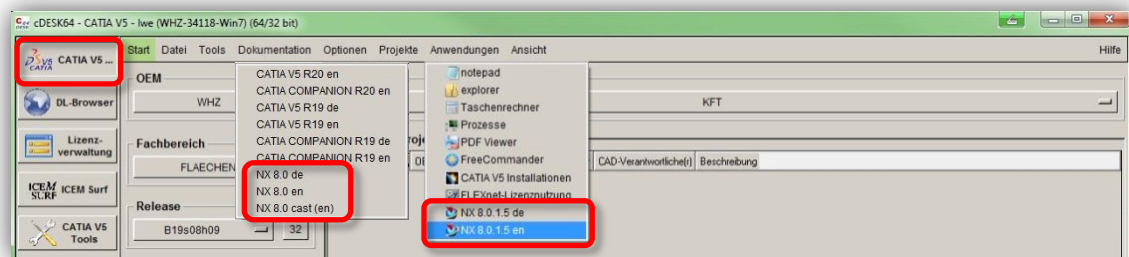 cDESK64 - CATIA V5 - lwe (WHZ-34118-Win7) (64/32 bit)
CATIA V5 ...
Start Datei Tools Dokumentation Optionen Projekte Anwendungen Ansicht Hilfe
OEM
WHZ
KFT
DL-Browser
Lizenz-
verwaltung
Fachbereich
FLAECHEN
CAD-Verantwortliche(r) Beschreibung
ICEM Surf
Release
B19s08h09 32
CATIA V5
Tools
CATIA V5 R20 en
CATIA COMPANION R20 en
CATIA V5 R19 de
CATIA V5 R19 en
CATIA COMPANION R19 de
CATIA COMPANION R19 en
NX 8.0 de
NX 8.0 en
NX 8.0 cast (en)
notepad
explorer
Taschenrechner
Prozesse
PDF Viewer
FreeCommander
CATIA V5 Installationen
FLEXnet-Lizenznutzung
NX 8.0.1.5 de
NX 8.0.1.5 en